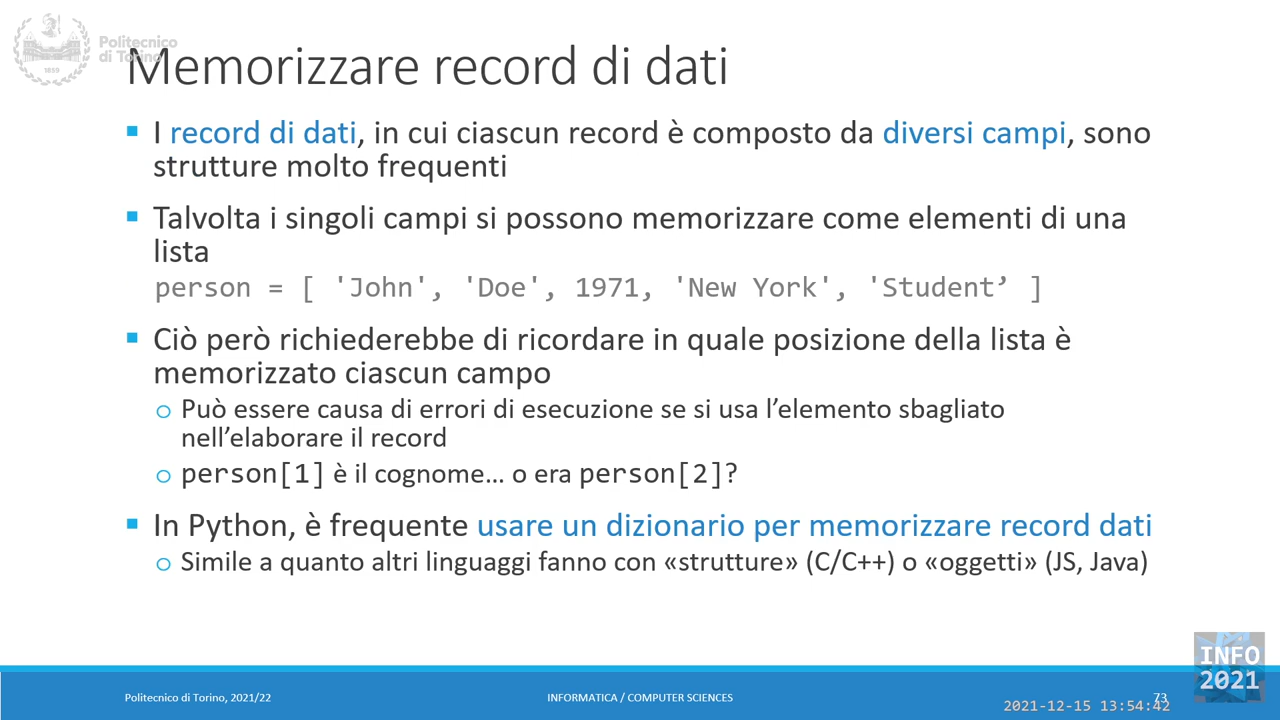 Politecnico
di Torino
1859
Memorizzare record di dati
I record di dati, in cui ciascun record è composto da diversi campi, sono
strutture molto frequenti
Talvolta i singoli campi si possono memorizzare come elementi di una
lista
person = [ 'John', 'Doe', 1971, 'New York', 'Student’ ]
Ciò però richiederebbe di ricordare in quale posizione della lista è
memorizzato ciascun campo
Può essere causa di errori di esecuzione se si usa l’elemento sbagliato
nell’elaborare il record
person[1] è il cognome… o era person[2]?
In Python, è frequente usare un dizionario per memorizzare record dati
Simile a quanto altri linguaggi fanno con «strutture» (C/C++) o «oggetti» (JS, Java)
INFO
2021
Politecnico di Torino, 2021/22
INFORMATICA / COMPUTER SCIENCES
73
2021-12-15 13:54:42